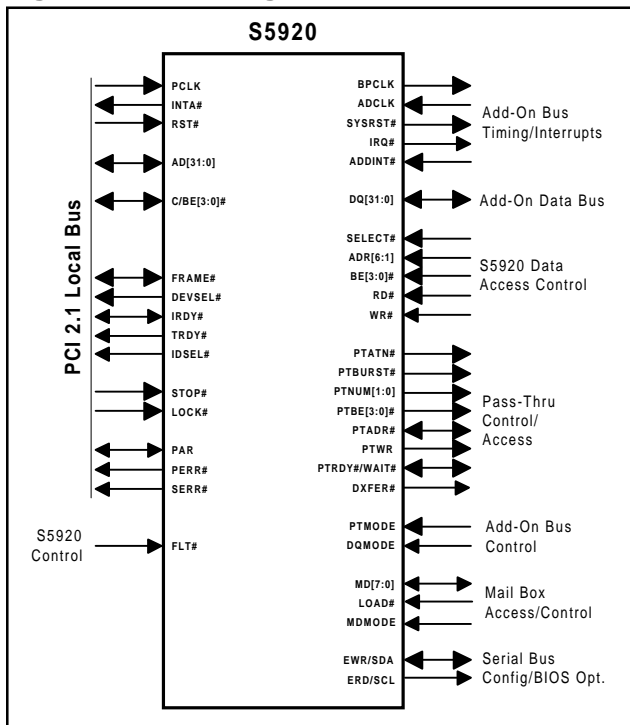 S5920
PCI 2.1 Local Bus
PCLK
INTA#
RST#
AD[31:0]
C/BE[3:0]#
FRAME#
DEVSEL#
IRDY#
TRDY#
IDSEL#
STOP#
LOCK#
PAR
PERR#
SERR#
S5920
Control
FLT#
BPCLK
ADCLK
SYSRST#
IRQ#
ADDINT#
Add-On Bus
Timing/Interrupts
DQ[31:0]
Add-On Data Bus
SELECT#
ADR[6:1]
BE[3:0]#
RD#
WR#
S5920 Data
Access Control
PTATN#
PTBURST#
PTNUM[1:0]
PTBE[3:0]#
PTADR#
PTWR
PTRDY#/WAIT#
DXFER#
Pass-Thru
Control/
Access
PTMODE
DQMODE
Add-On Bus
Control
MD[7:0]
LOAD#
MDMODE
Mail Box
Access/Control
EWR/SDA
ERD/SCL
Serial Bus
Config/BIOS Opt.